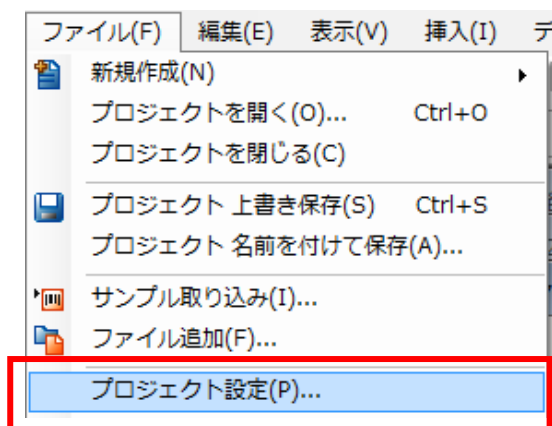 ファイル(F) 編集(E) 表示(V) 挿入(I)
新規作成(N)
プロジェクトを開く(O)... Ctrl+O
プロジェクトを閉じる(C)
プロジェクト 上書き保存(S) Ctrl+S
プロジェクト 名前を付けて保存(A)...
サンプル取り込み(I)...
ファイル追加(F)...
プロジェクト設定(P)...